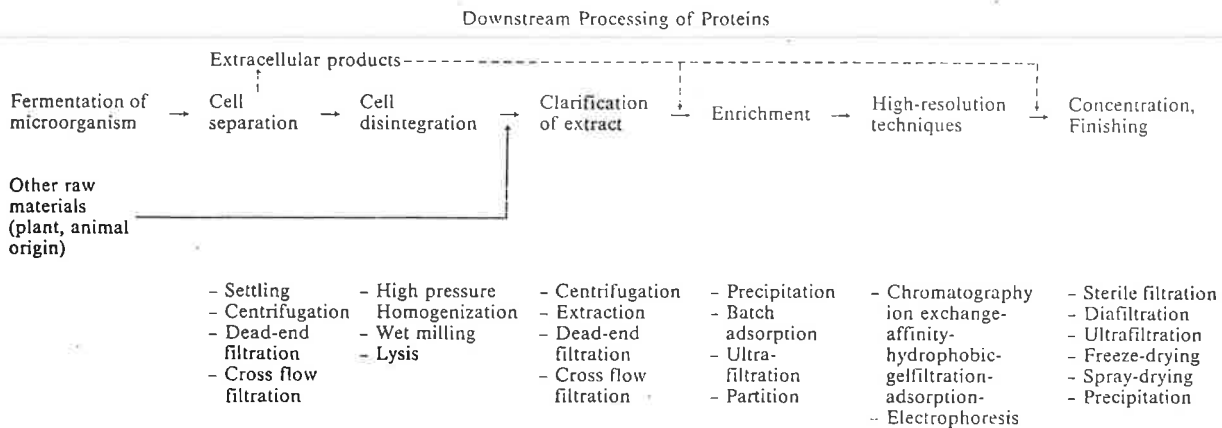 Downstream Processing of Proteins
Extracellular products
Fermentation of
microorganism
Cell
separation
Cell
disintegration
Clarification
of extract
Enrichment
High-resolution
techniques
Concentration,
Finishing
Other raw
materials
(plant, animal
origin)
- Settling
- Centrifugation
- Dead-end
filtration
- Cross flow
filtration
- High pressure
Homogenization
- Wet milling
- Lysis
- Centrifugation
- Extraction
- Dead-end
filtration
- Cross flow
filtration
- Precipitation
- Batch
adsorption
- Ultra-
filtration
- Partition
- Chromatography
ion exchange-
affinity-
hydrophobic-
gelfiltration-
adsorption-
- Electrophoresis
- Sterile filtration
- Diafiltration
- Ultrafiltration
- Freeze-drying
- Spray-drying
- Precipitation